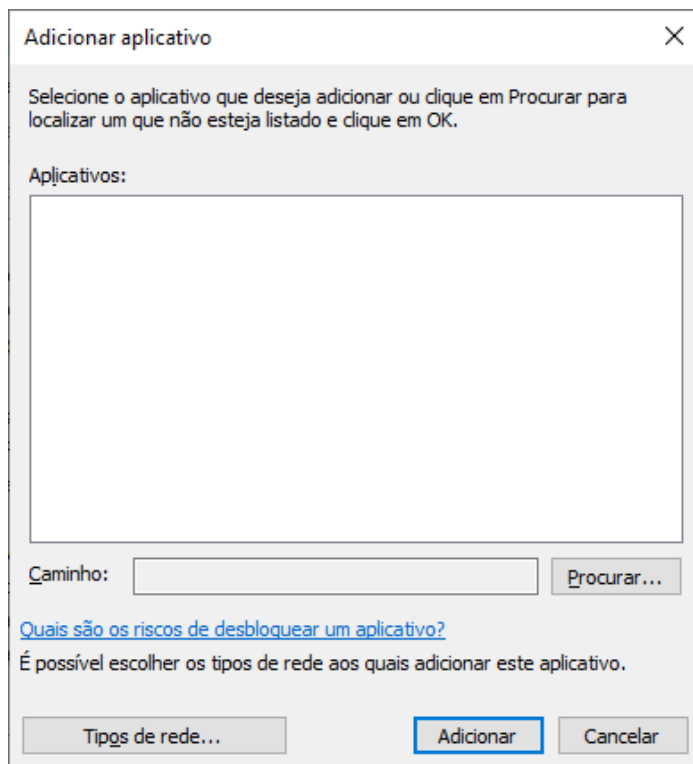 Adicionar aplicativo
Selecione o aplicativo que deseja adicionar ou clique em Procurar para
localizar um que não esteja listado e clique em OK.
Aplicativos:
Caminho:
Procurar...
Quais são os riscos de desbloquear um aplicativo?
É possível escolher os tipos de rede aos quais adicionar este aplicativo.
Tipos de rede...
Adicionar
Cancelar